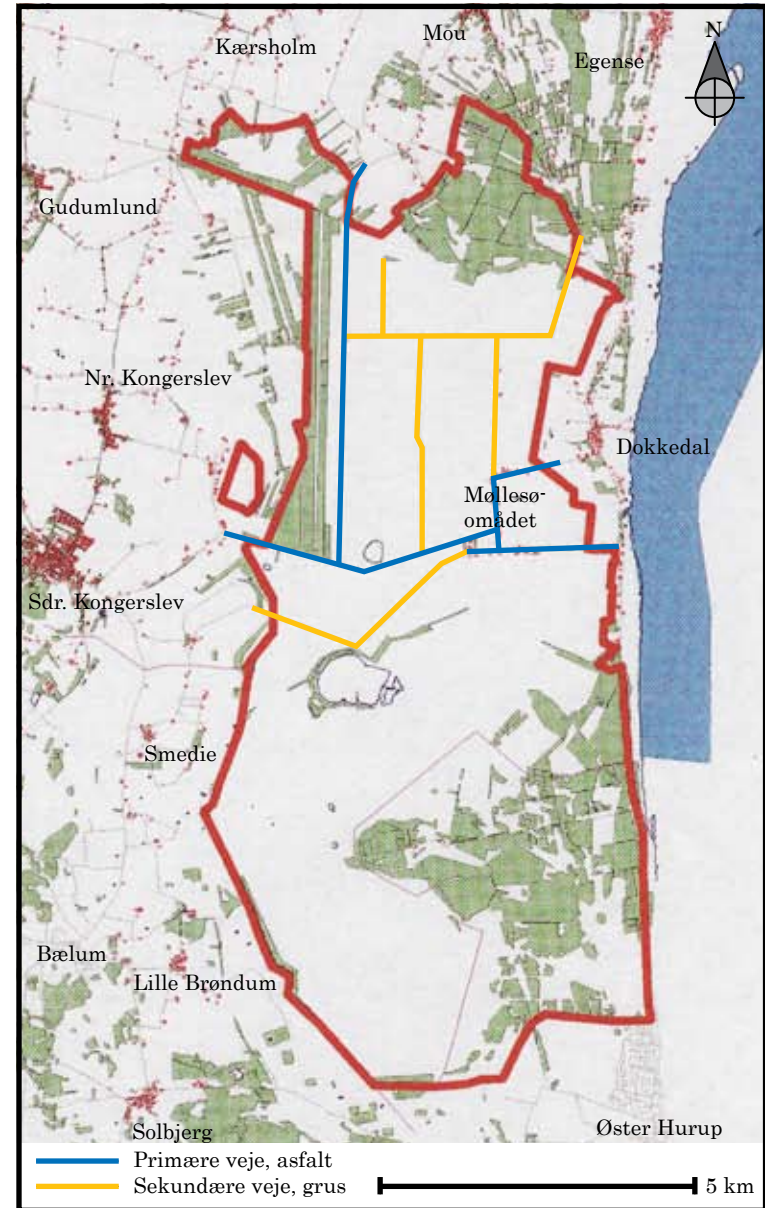 Kærsholm
Mou
Egense
N
Gudumlund
Nr. Kongerslev
Dokkedal
Møllesø-
området
Sdr. Kongerslev
Smedie
Bælum
Lille Brøndum
Solbjerg
Øster Hurup
Primære veje, asfalt
Sekundære veje, grus
5 km